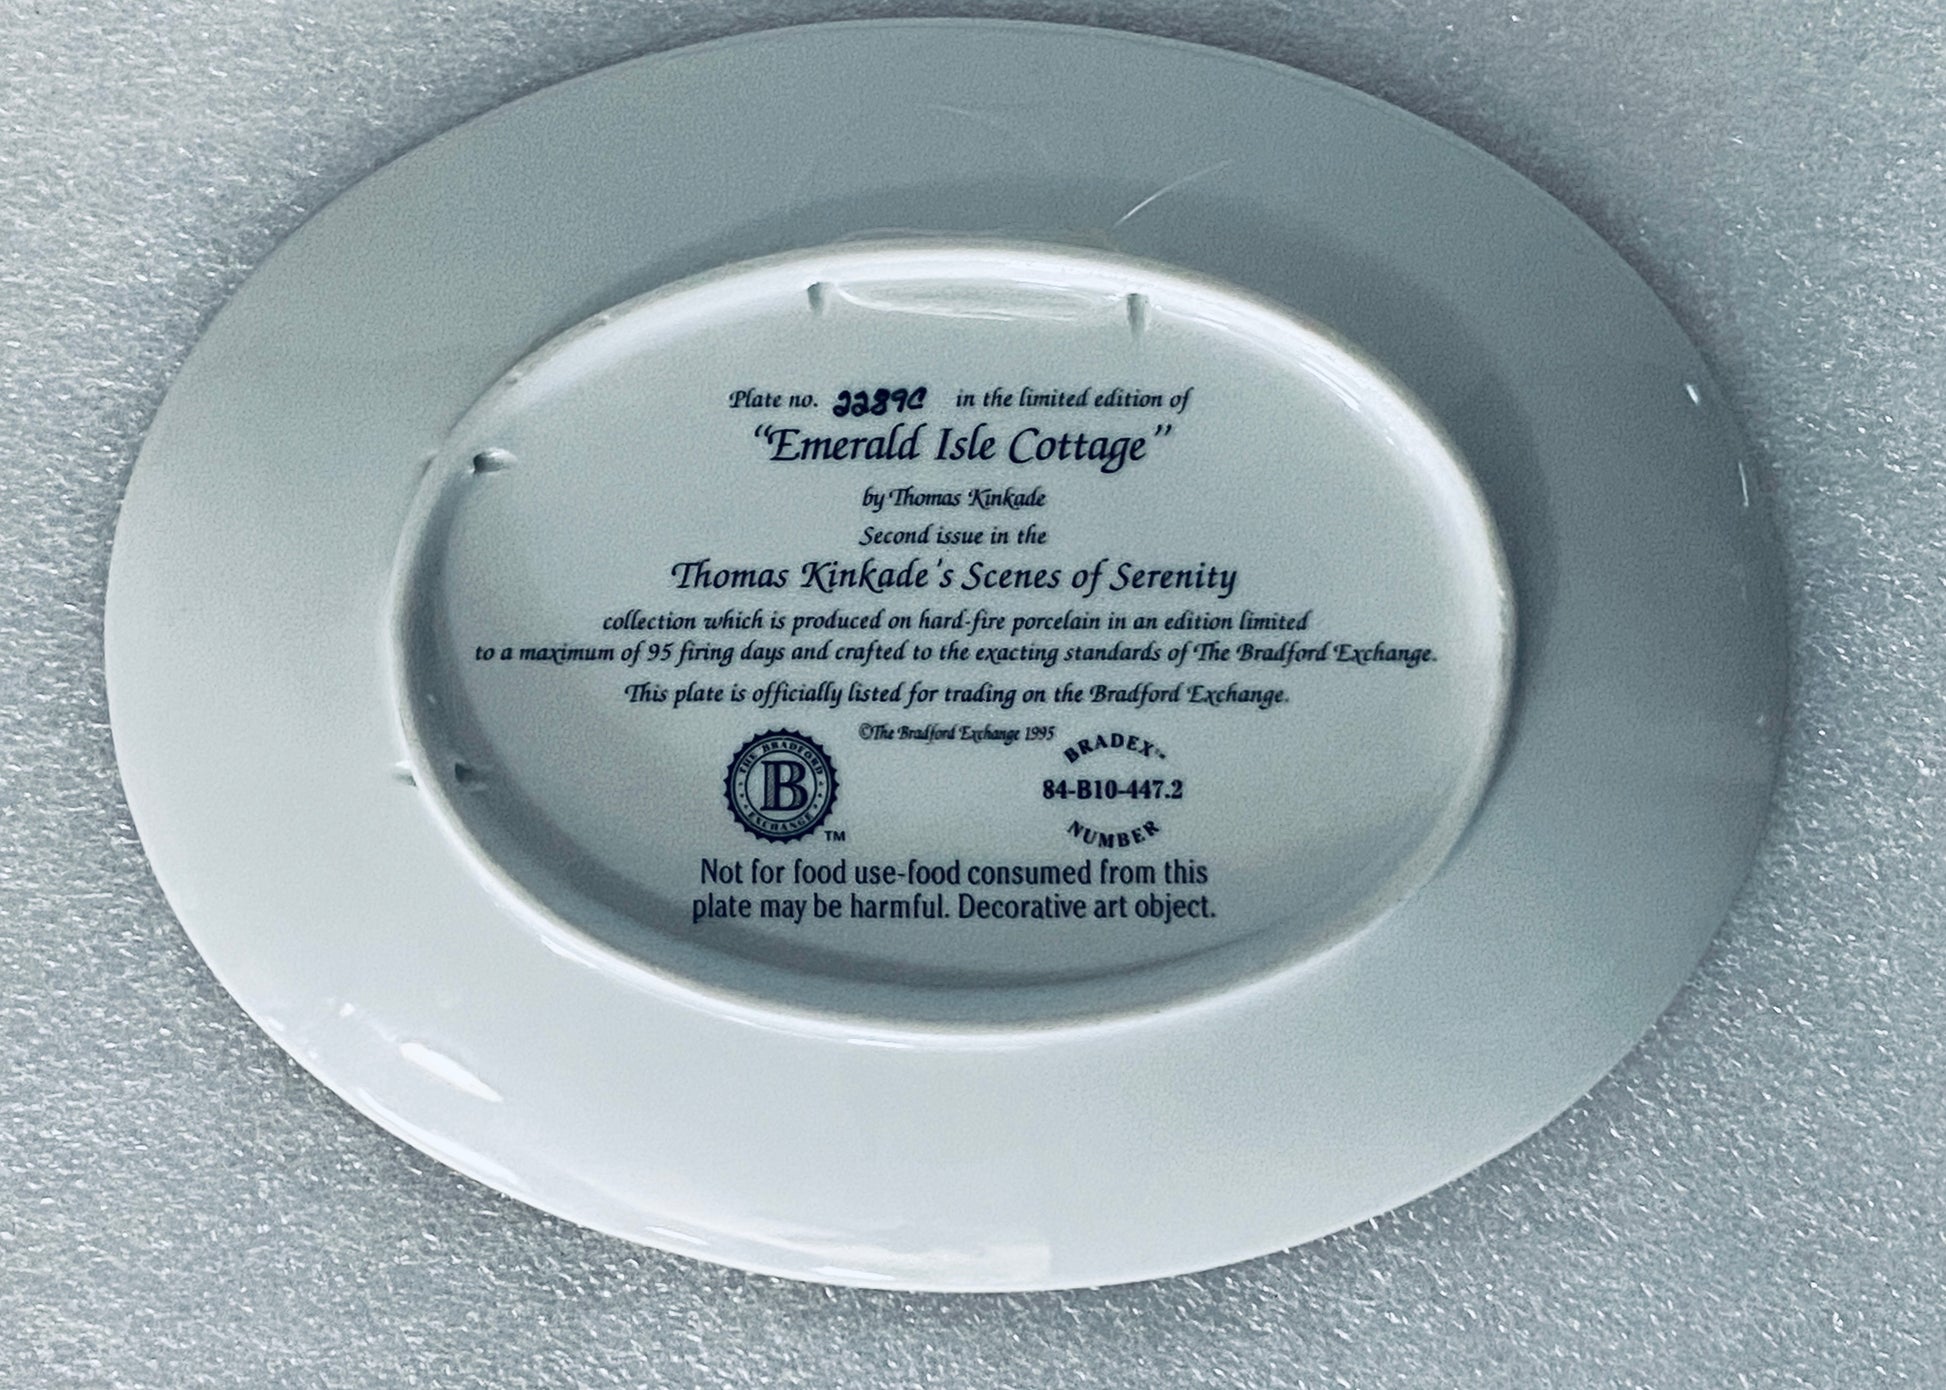 Plate no. 2289C in the limited edition of
"Emerald Isle Cottage"
by Thomas Kinkade
Second issue in the
Thomas Kinkade's Scenes of Serenity
collection which is produced on hard-fire porcelain in an edition limited
to a maximum of 95 firing days and crafted to the exacting standards of The Bradford Exchange.
This plate is officially listed for trading on the Bradford Exchange.
©The Bradford Exchange 1995
THE BRADFORD
B
EXCHANGE
TM
BRADEX™
84-B10-447.2
NUMBER
Not for food use-food consumed from this
plate may be harmful. Decorative art object.